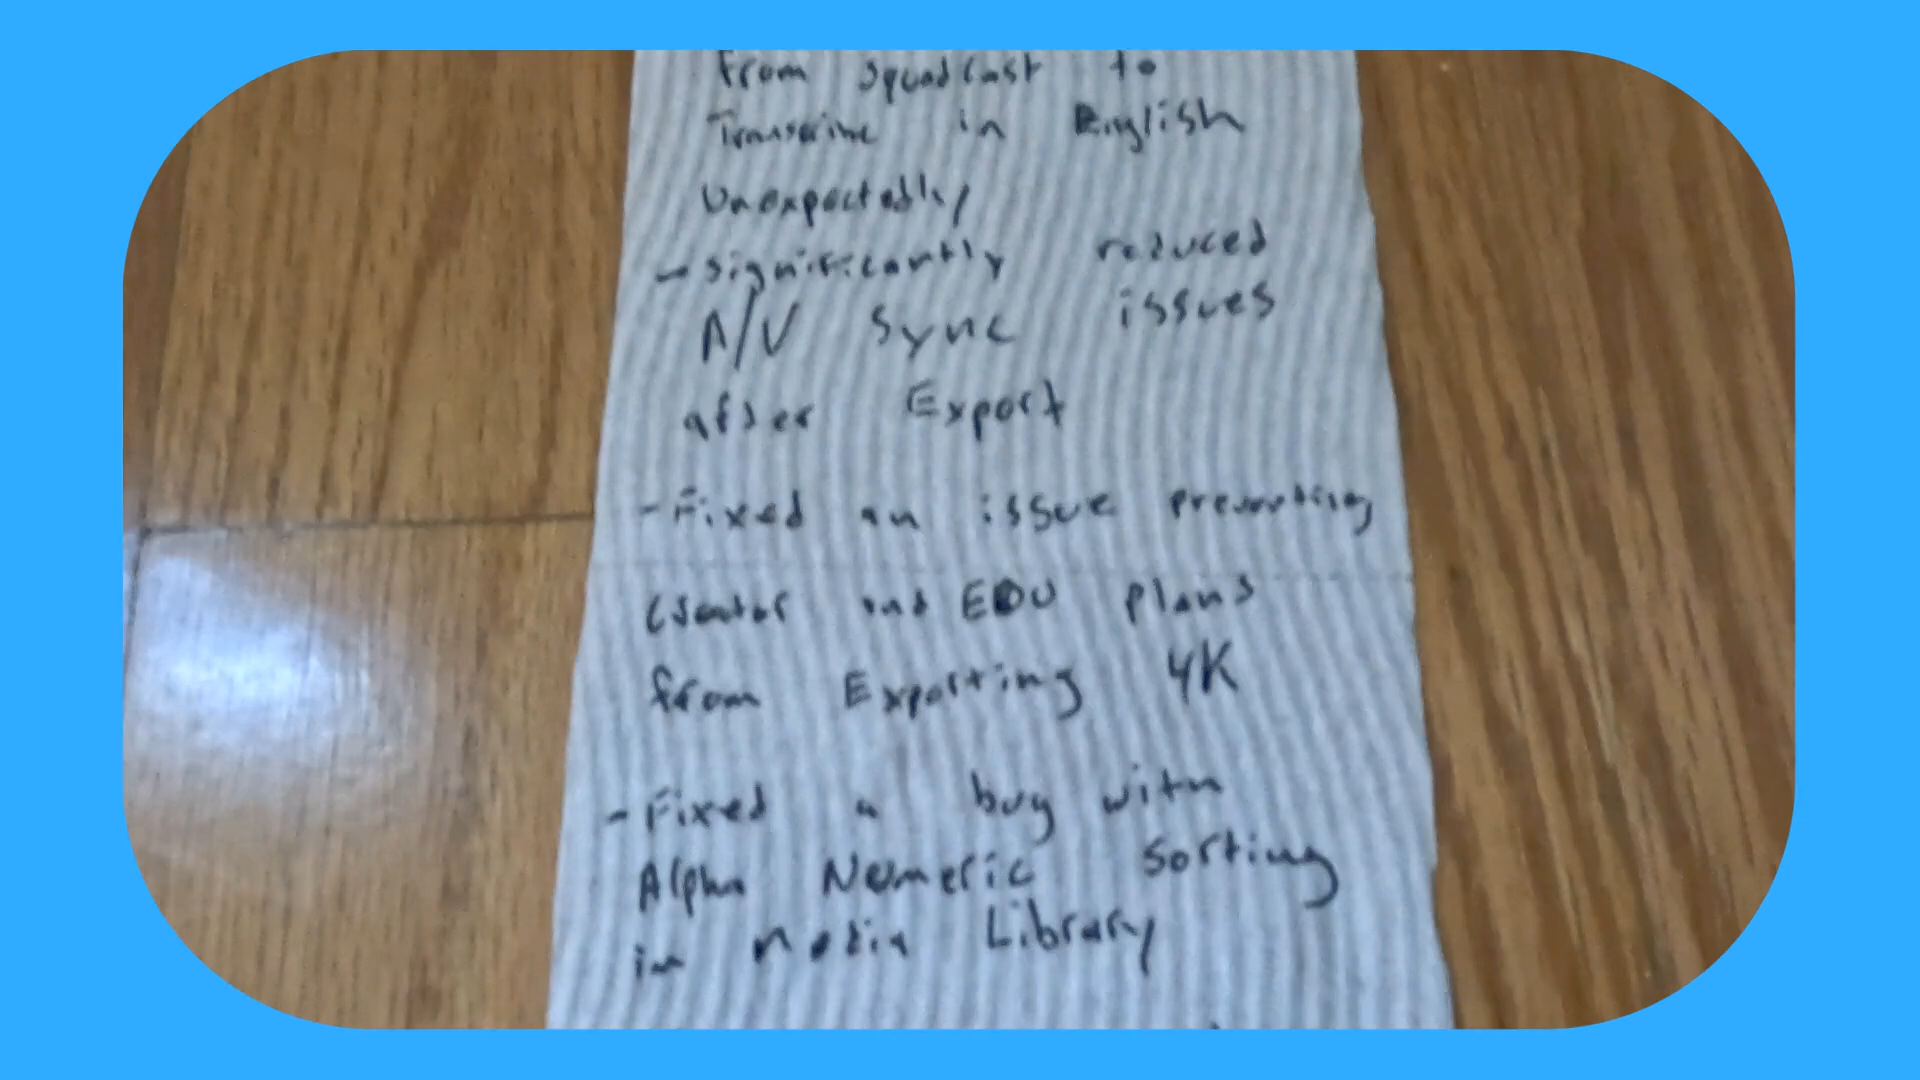 from Squadcast to
Transcribe in English
Unexpectedly
- Significantly reduced
A/V Sync issues
after Export
- Fixed an issue preventing
Creator and EDU plans
from Exporting 4K
- Fixed a bug with
Alpha Numeric Sorting
in Media Library